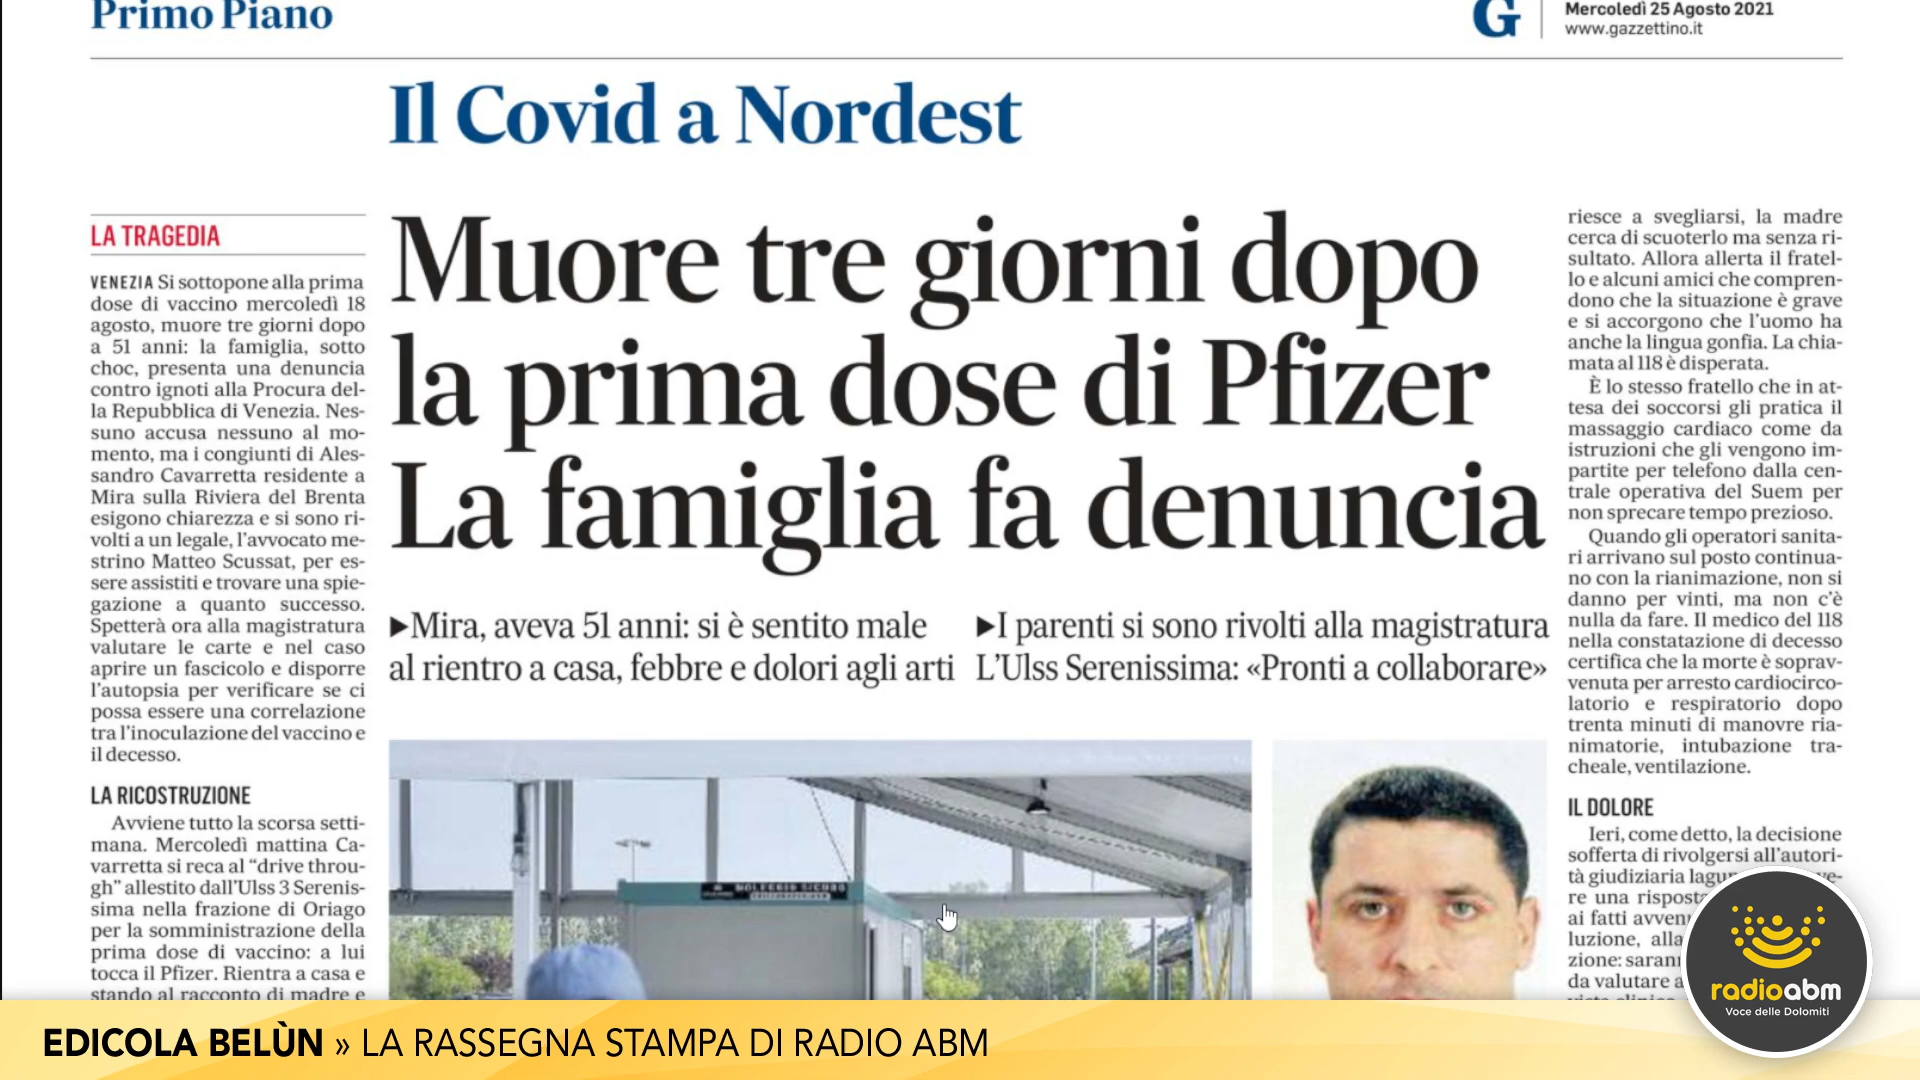 Primo Piano
G
Mercoledì 25 Agosto 2021
www.gazzettino.it
Il Covid a Nordest
LA TRAGEDIA
VENEZIA Si sottopone alla prima
dose di vaccino mercoledì 18
agosto, muore tre giorni dopo
a 51 anni: la famiglia, sotto
choc, presenta una denuncia
contro ignoti alla Procura del-
la Repubblica di Venezia. Nes-
suno accusa nessuno al mo-
mento, ma i congiunti di Ales-
sandro Cavarretta residente a
Mira sulla Riviera del Brenta
esigono chiarezza e si sono ri-
volti a un legale, l'avvocato me-
strino Matteo Scussat, per es-
sere assistiti e trovare una spie-
gazione a quanto successo.
Spetterà ora alla magistratura
valutare le carte e nel caso
aprire un fascicolo e disporre
l'autopsia per verificare se ci
possa essere una correlazione
tra l'inoculazione del vaccino e
il decesso.
LA RICOSTRUZIONE
Avviene tutto la scorsa setti-
mana. Mercoledì mattina Ca-
varretta si reca al “drive throu-
gh” allestito dall'Ulss 3 Serenis-
sima nella frazione di Oriago
per la somministrazione della
prima dose di vaccino: a lui
tocca il Pfizer. Rientra a casa e
stando al racconto di madre e
Muore tre giorni dopo
la prima dose di Pfizer
La famiglia fa denuncia
►Mira, aveva 51 anni: si è sentito male
al rientro a casa, febbre e dolori agli arti
►I parenti si sono rivolti alla magistratura
L'Ulss Serenissima: «Pronti a collaborare»
NOLEGGIO SICURO
riesce a svegliarsi, la madre
cerca di scuoterlo ma senza ri-
sultato. Allora allerta il fratel-
lo e alcuni amici che compren-
dono che la situazione è grave
e si accorgono che l'uomo ha
anche la lingua gonfia. La chia-
mata al 118 è disperata.
È lo stesso fratello che in at-
tesa dei soccorsi gli pratica il
massaggio cardiaco come da
istruzioni che gli vengono im-
partite per telefono dalla cen-
trale operativa del Suem per
non sprecare tempo prezioso.
Quando gli operatori sanita-
ri arrivano sul posto continua-
no con la rianimazione, non si
danno per vinti, ma non c'è
nulla da fare. Il medico del 118
nella constatazione di decesso
certifica che la morte è soprav-
venuta per arresto cardiocirco-
latorio e respiratorio dopo
trenta minuti di manovre ria-
nimatorie, intubazione tra-
cheale, ventilazione.
IL DOLORE
Ieri, come detto, la decisione
sofferta di rivolgersi all'autori-
tà giudiziaria
re una
ai fatti
luzione,
zione:
da valutare
radioabm
Voce delle Dolomiti
EDICOLA BELÙN » LA RASSEGNA STAMPA DI RADIO ABM